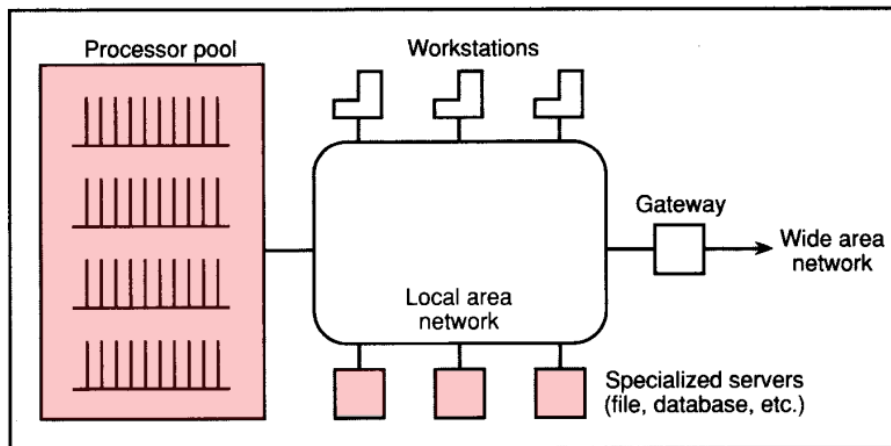 Processor pool
Workstations
Gateway
Wide area
network
Local area
network
Specialized servers
(file, database, etc.)